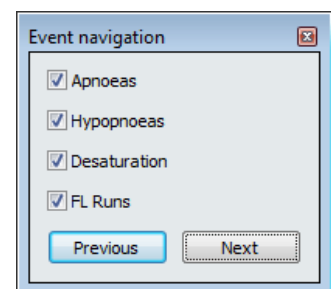 Event navigation
Apnoeas
Hypopnoeas
Desaturation
FL Runs
Previous Next